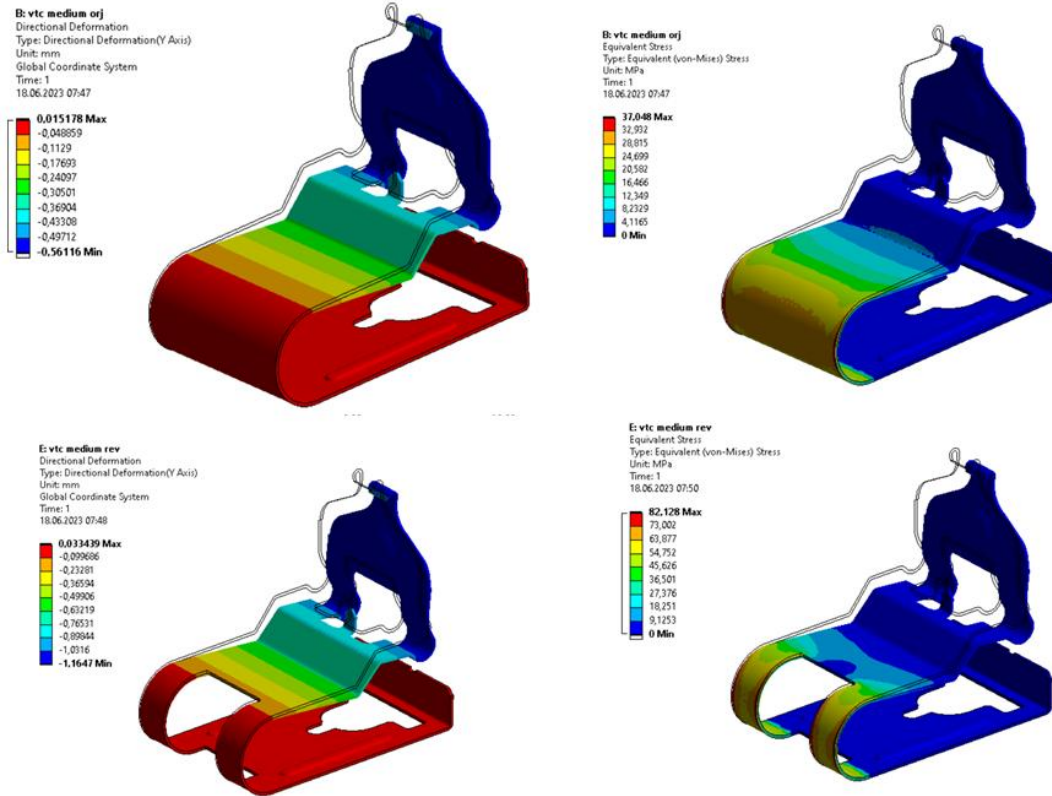 B: vtc medium orj
Directional Deformation
Type: Directional Deformation(Y Axis)
Unit: mm
Global Coordinate System
Time: 1
18.06.2023 07:47
0,015178 Max
-0,048859
-0,1129
-0,17693
-0,24097
-0,30501
-0,36904
-0,43308
-0,49712
-0,56116 Min
B: vtc medium orj
Equivalent Stress
Type: Equivalent (von-Mises) Stress
Unit: MPa
Time: 1
18.06.2023 07:47
37,048 Max
32,932
28,815
24,699
20,582
16,466
12,349
8,2329
4,1165
0 Min
E: vtc medium rev
Directional Deformation
Type: Directional Deformation(Y Axis)
Unit: mm
Global Coordinate System
Time: 1
18.06.2023 07:48
0,033439 Max
-0,099686
-0,23281
-0,36594
-0,49906
-0,63219
-0,76531
-0,89844
-1,0316
-1,1647 Min
E: vtc medium rev
Equivalent Stress
Type: Equivalent (von-Mises) Stress
Unit: MPa
Time: 1
18.06.2023 07:50
82,128 Max
73,002
63,877
54,752
45,626
36,501
27,376
18,251
9,1253
0 Min